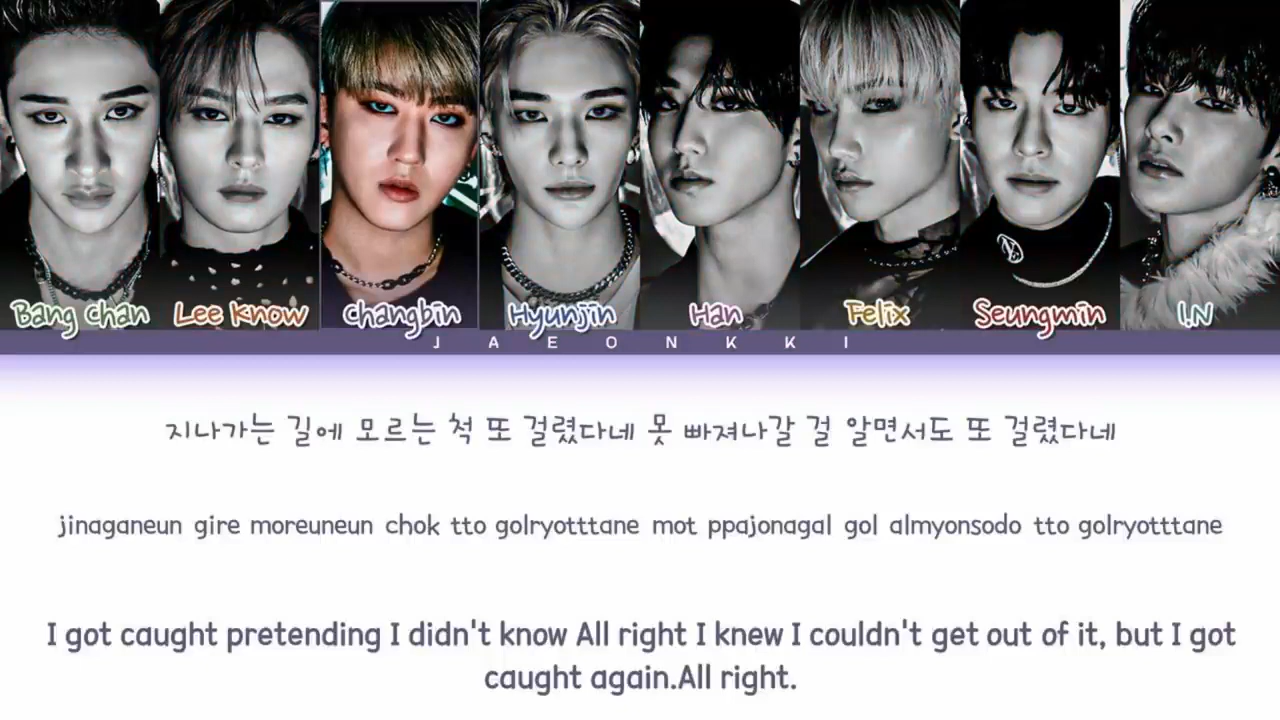 Bang Chan Lee Know Changbin Hyunjin Han Felix Seungmin I.N
JAEONKKI
지나가는 길에 모르는 척 또 걸렸다네 못 빠져나갈 걸 알면서도 또 걸렸다네
jinaganeun gire moreuneun chok tto golryotttane mot ppajonagal gol almyonsodo tto golryotttane
I got caught pretending I didn't know All right I knew I couldn't get out of it, but I got
caught again.All right.